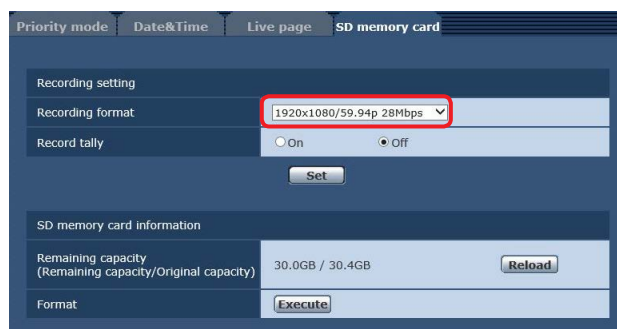 Priority mode Date&Time Live page SD memory card
Recording setting
Recording format 1920x1080/59.94p 28Mbps
Record tally On Off
Set
SD memory card information
Remaining capacity
(Remaining capacity/Original capacity) 30.0GB / 30.4GB Reload
Format Execute